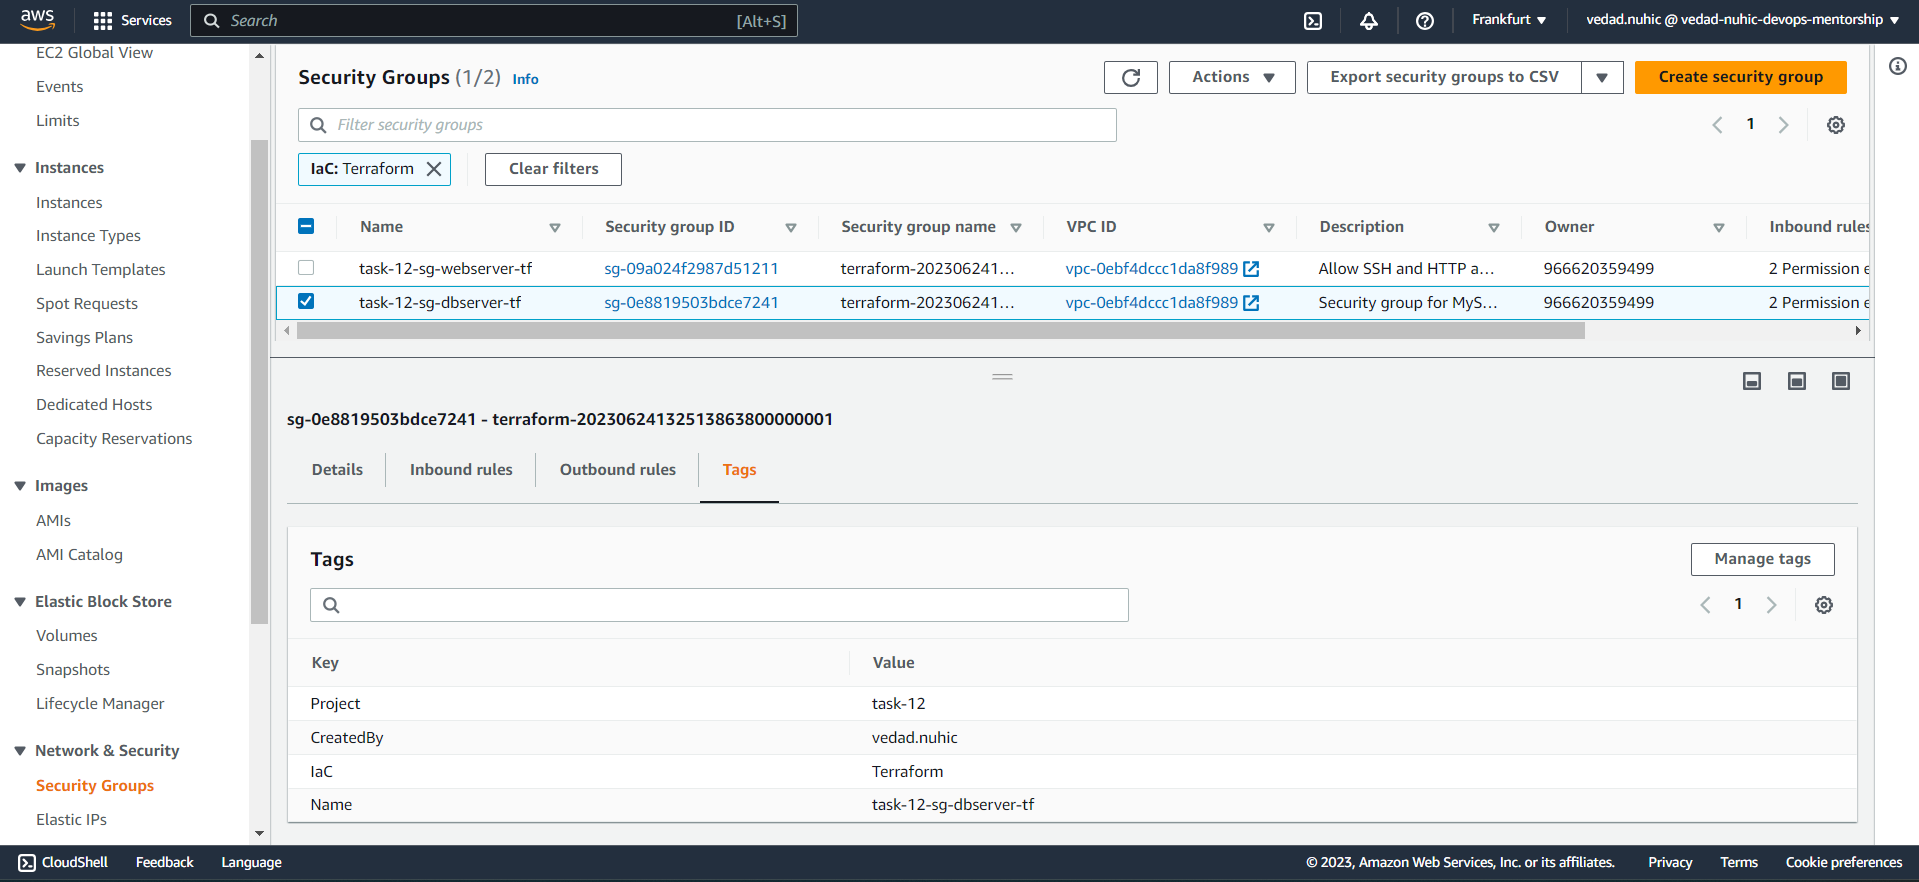 aws Services Search [Alt+S] Frankfurt vedad.nuhic @ vedad-nuhic-devops-mentorship
EC2 Global View
Events
Limits
Instances
Instances
Instance Types
Launch Templates
Spot Requests
Savings Plans
Reserved Instances
Dedicated Hosts
Capacity Reservations
Images
AMIs
AMI Catalog
Elastic Block Store
Volumes
Snapshots
Lifecycle Manager
Network & Security
Security Groups
Elastic IPs
Security Groups (1/2) Info Actions Export security groups to CSV Create security group
Filter security groups 1
IaC: Terraform Clear filters
Name Security group ID Security group name VPC ID Description Owner Inbound rules
task-12-sg-webserver-tf sg-09a024f2987d51211 terraform-202306241... vpc-0ebf4dccc1da8f989 Allow SSH and HTTP a... 966620359499 2 Permission e
task-12-sg-dbserver-tf sg-0e8819503bdce7241 terraform-202306241... vpc-0ebf4dccc1da8f989 Security group for MyS... 966620359499 2 Permission e
sg-0e8819503bdce7241 - terraform-20230624132513863800000001
Details Inbound rules Outbound rules Tags
Tags Manage tags
1
Key Value
Project task-12
CreatedBy vedad.nuhic
IaC Terraform
Name task-12-sg-dbserver-tf
CloudShell Feedback Language © 2023, Amazon Web Services, Inc. or its affiliates. Privacy Terms Cookie preferences